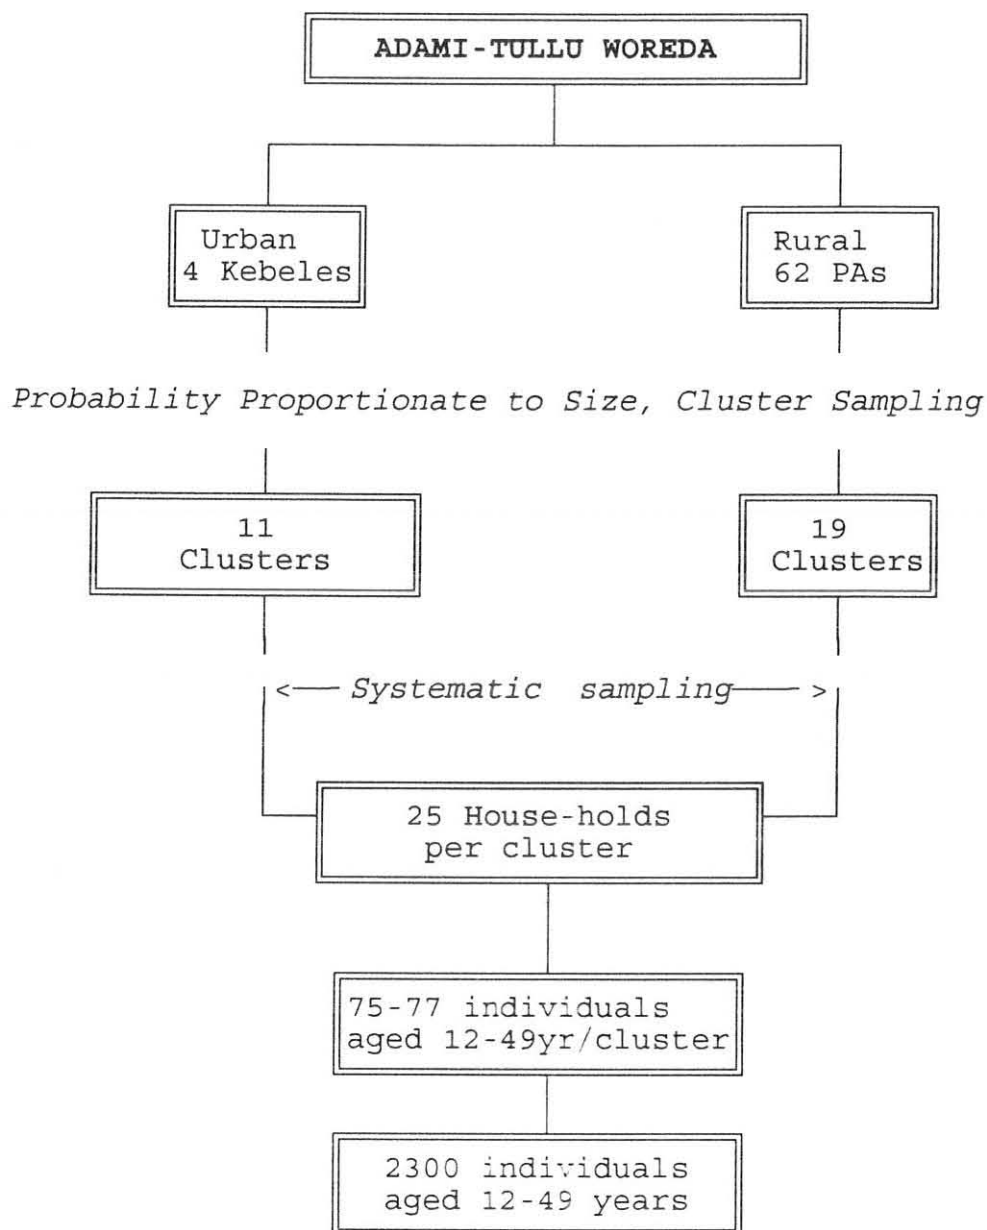 ADAMI-TULLU WOREDA
Urban
4 Kebeles
Rural
62 PAs
Probability Proportionate to Size, Cluster Sampling
11
Clusters
19
Clusters
<—— Systematic sampling —— >
25 House-holds
per cluster
75-77 individuals
aged 12-49yr/cluster
2300 individuals
aged 12-49 years